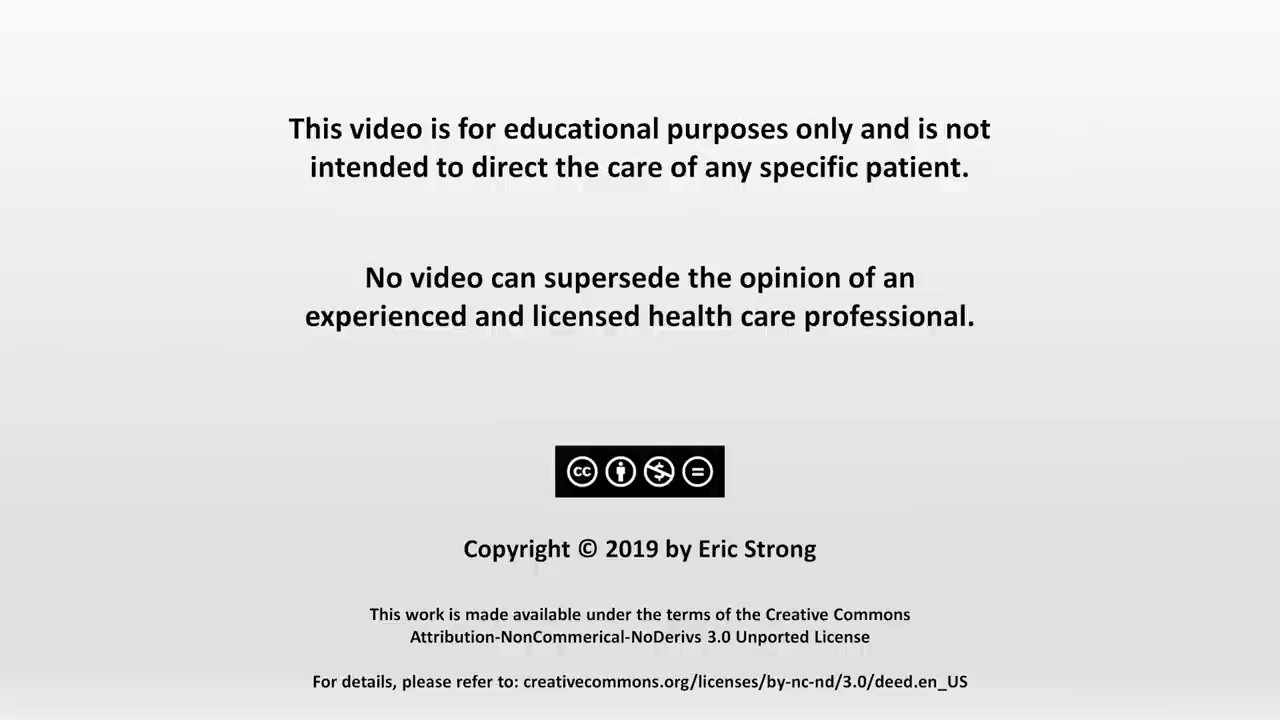 This video is for educational purposes only and is not
intended to direct the care of any specific patient.
No video can supersede the opinion of an
experienced and licensed health care professional.
cc $ =
Copyright © 2019 by Eric Strong
This work is made available under the terms of the Creative Commons
Attribution-NonCommerical-NoDerivs 3.0 Unported License
For details, please refer to: creativecommons.org/licenses/by-nc-nd/3.0/deed.en_US